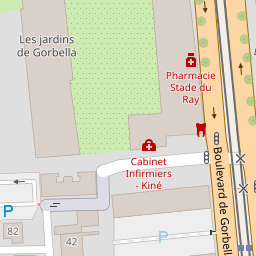 Les jardins
de Gorbella
Pharmacie
Stade du
Ray
Cabinet
Infirmiers
- Kiné
Boulevard de Gorbell
P
P
82
42